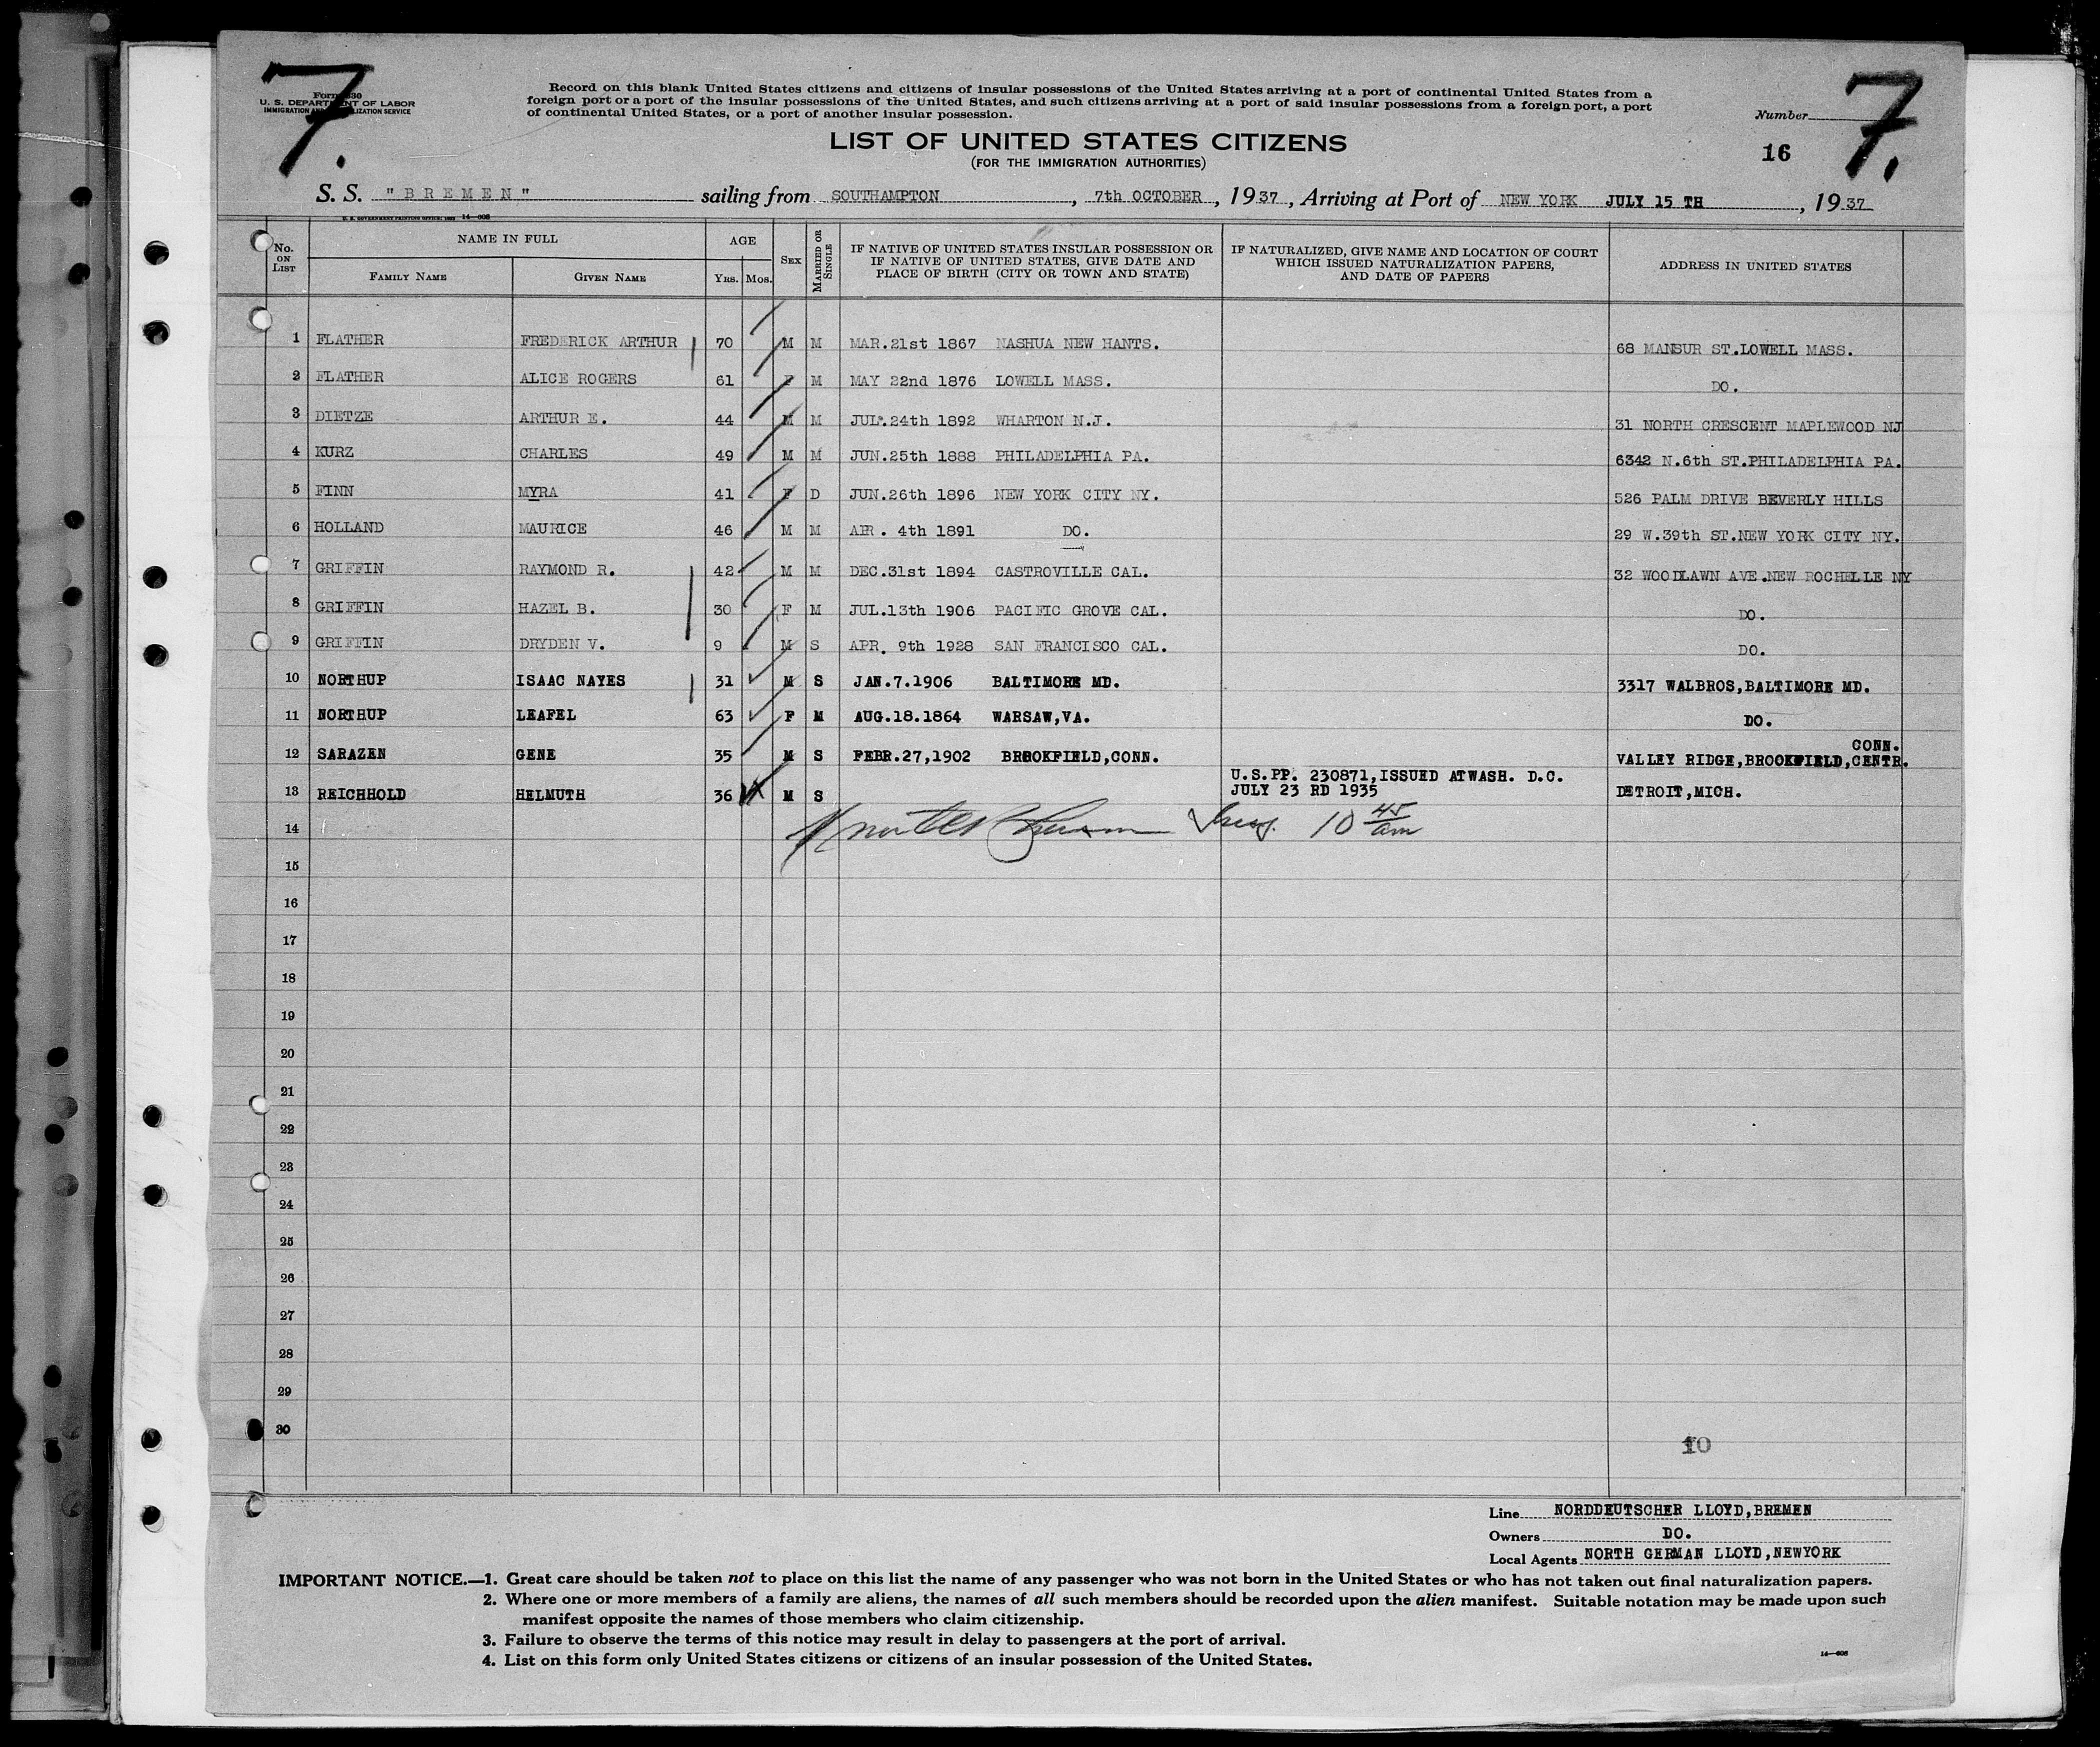 7.
7.
Form 630
U. S. DEPARTMENT OF LABOR
IMMIGRATION AND NATURALIZATION SERVICE
Record on this blank United States citizens and citizens of insular possessions of the United States arriving at a port of continental United States from a
foreign port or a port of the insular possessions of the United States, and such citizens arriving at a port of said insular possessions from a foreign port, a port
of continental United States, or a port of another insular possession.
Number
LIST OF UNITED STATES CITIZENS
(FOR THE IMMIGRATION AUTHORITIES)
16
S. S. "BREMEN" sailing from SOUTHAMPTON, 7th OCTOBER, 1937, Arriving at Port of NEW YORK JULY 15 TH, 1937
No. ON LIST
NAME IN FULL
FAMILY NAME
GIVEN NAME
AGE
YRS.
MOS.
SEX
MARRIED OR SINGLE
IF NATIVE OF UNITED STATES INSULAR POSSESSION OR
IF NATIVE OF UNITED STATES, GIVE DATE AND
PLACE OF BIRTH (CITY OR TOWN AND STATE)
IF NATURALIZED, GIVE NAME AND LOCATION OF COURT
WHICH ISSUED NATURALIZATION PAPERS,
AND DATE OF PAPERS
ADDRESS IN UNITED STATES
1 FLATHER FREDERICK ARTHUR 70 M M MAR.21st 1867 NASHUA NEW HANTS. 68 MANSUR ST.LOWELL MASS.
2 FLATHER ALICE ROGERS 61 F M MAY 22nd 1876 LOWELL MASS. DO.
3 DIETZE ARTHUR E. 44 M M JUL.24th 1892 WHARTON N.J. 31 NORTH CRESCENT MAPLEWOOD NJ
4 KURZ CHARLES 49 M M JUN.25th 1888 PHILADELPHIA PA. 6342 N.6th ST.PHILADELPHIA PA.
5 FINN MYRA 41 F D JUN.26th 1896 NEW YORK CITY NY. 526 PALM DRIVE BEVERLY HILLS
6 HOLLAND MAURICE 46 M M APR. 4th 1891 DO. 29 W.39th ST.NEW YORK CITY NY.
7 GRIFFIN RAYMOND R. 42 M M DEC.31st 1894 CASTROVILLE CAL. 32 WOODLAWN AVE.NEW ROCHELLE NY
8 GRIFFIN HAZEL B. 30 F M JUL.13th 1906 PACIFIC GROVE CAL. DO.
9 GRIFFIN DRYDEN V. 9 M S APR. 9th 1928 SAN FRANCISCO CAL. DO.
10 NORTHUP ISAAC NAYES 31 M S JAN.7.1906 BALTIMORE MD. 3317 WALBROS,BALTIMORE MD.
11 NORTHUP LEAFEL 63 F M AUG.18.1864 WARSAW,VA. DO.
12 SARAZEN GENE 35 M S FEBR.27,1902 BROOKFIELD,CONN. VALLEY RIDGE,BROOKFIELD,CENTR. CONN.
13 REICHHOLD HELMUTH 36 M S U.S.PP. 230871,ISSUED ATWASH. D.C. DETROIT,MICH.
JULY 23 RD 1935
14 10 45 am
15
16
17
18
19
20
21
22
23
24
25
26
27
28
29
30
10
Line NORDDEUTSCHER LLOYD,BREMEN
Owners DO.
Local Agents NORTH GERMAN LLOYD,NEWYORK
IMPORTANT NOTICE.—1. Great care should be taken not to place on this list the name of any passenger who was not born in the United States or who has not taken out final naturalization papers.
2. Where one or more members of a family are aliens, the names of all such members should be recorded upon the alien manifest. Suitable notation may be made upon such
manifest opposite the names of those members who claim citizenship.
3. Failure to observe the terms of this notice may result in delay to passengers at the port of arrival.
4. List on this form only United States citizens or citizens of an insular possession of the United States.